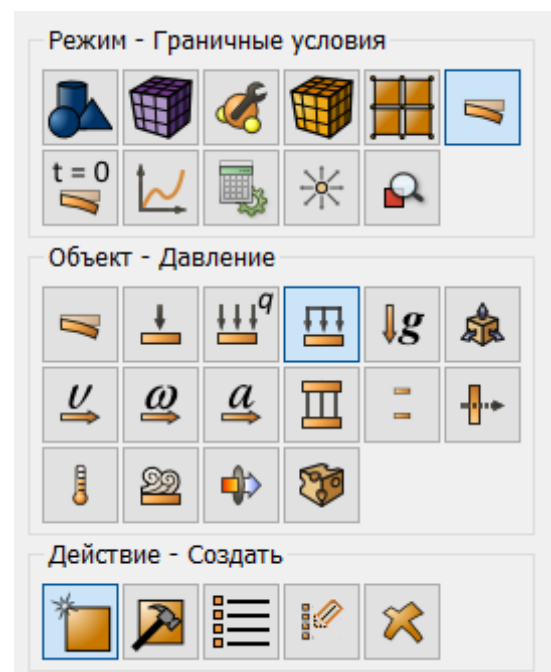 Режим - Граничные условия
t = 0
Объект - Давление
q
g
υ ω a
Действие - Создать